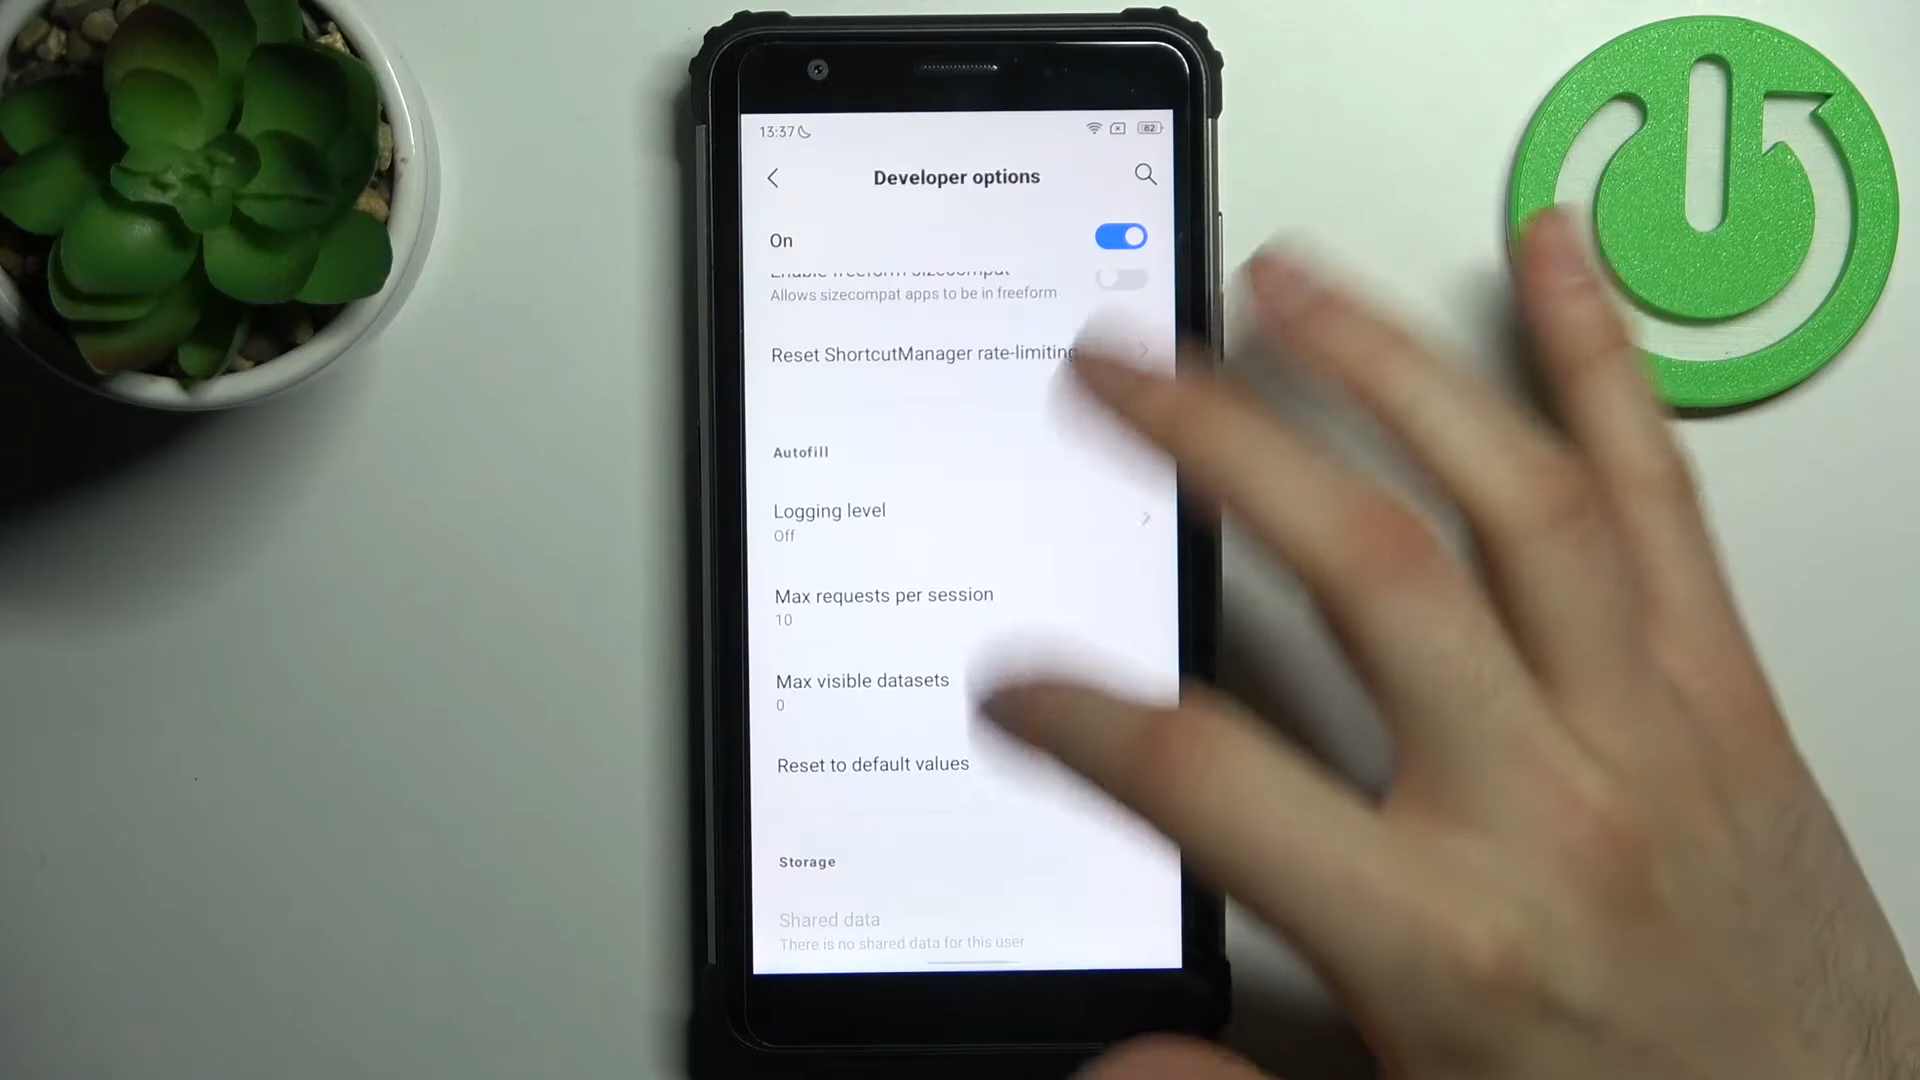 13:37
82
Developer options
On
Enable freeform sizecompat
Allows sizecompat apps to be in freeform
Reset ShortcutManager rate-limiting
Autofill
Logging level
Off
Max requests per session
10
Max visible datasets
0
Reset to default values
Storage
Shared data
There is no shared data for this user